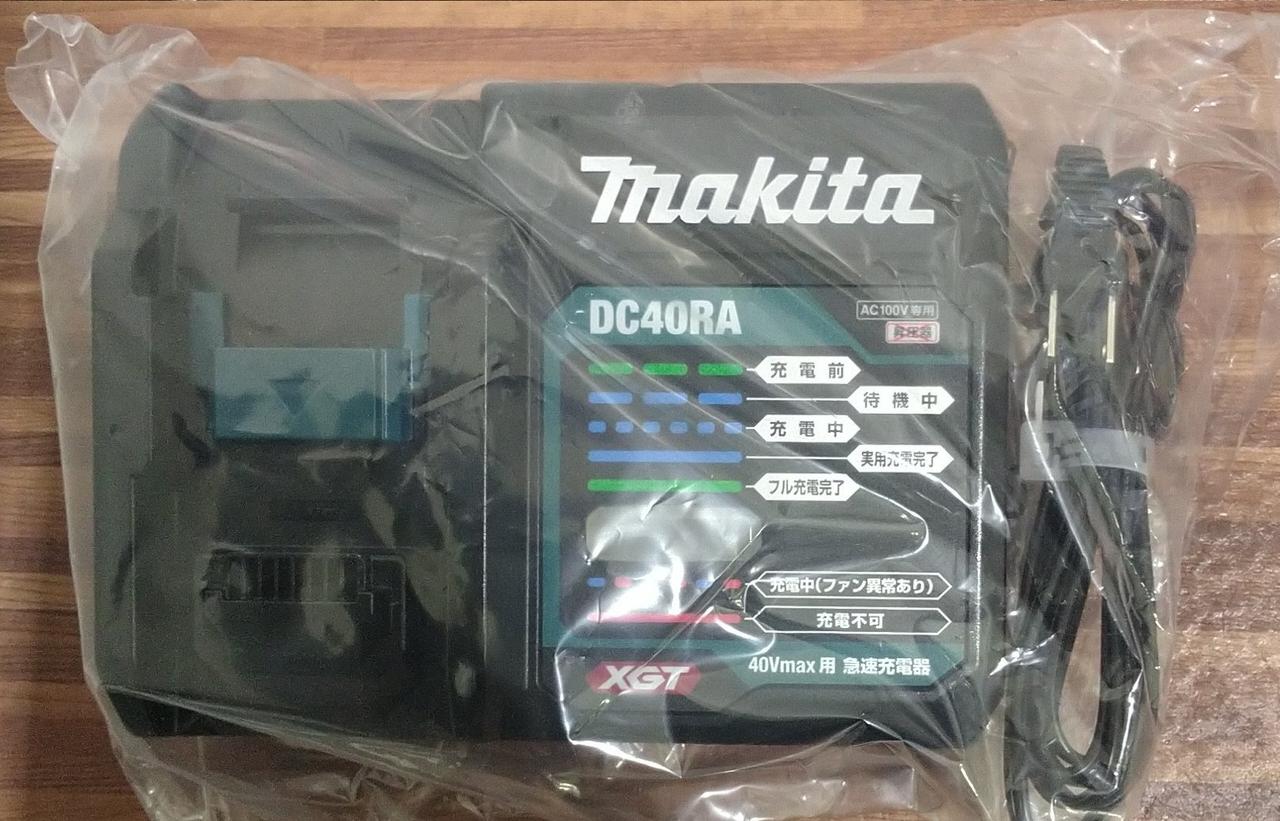 makita
DC40RA
AC100V専用
昇圧器
充電前
待機中
充電中
実用充電完了
フル充電完了
充電中(ファン異常あり)
充電不可
XGT
40Vmax用 急速充電器